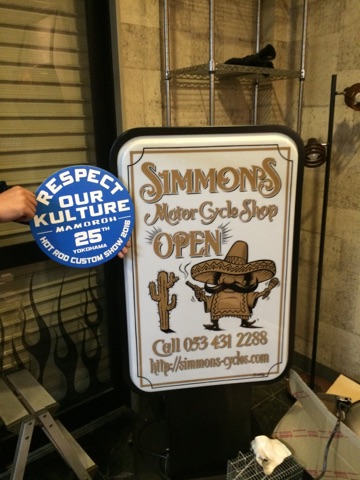 RESPECT
OUR
KULTURE
MAMOROH
25TH
YOKOHAMA
HOT ROD CUSTOM SHOW 2016
SIMMONS
Motor Cycle Shop
OPEN
Call 053 431 2288
http://simmons-cycles.com